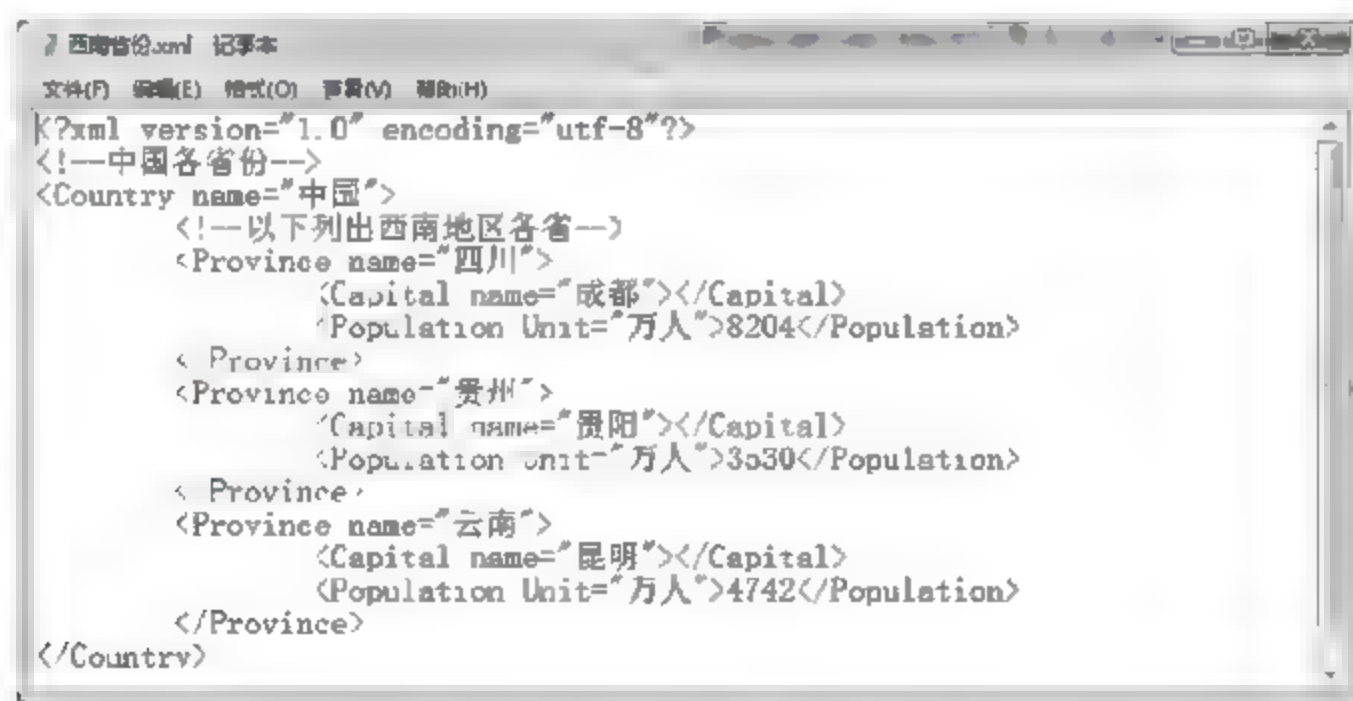 西南省份.xml 记事本
文件(F) 编辑(E) 格式(O) 查看(V) 帮助(H)
<?xml version="1.0" encoding="utf-8"?>
<!--中国各省份-->
<Country name="中国">
<!--以下列出西南地区各省-->
<Province name="四川">
<Capital name="成都"></Capital>
<Population Unit="万人">8204</Population>
< Province>
<Province name="贵州">
<Capital name="贵阳"></Capital>
<Population Unit="万人">3530</Population>
< Province>
<Province name="云南">
<Capital name="昆明"></Capital>
<Population Unit="万人">4742</Population>
</Province>
</Country>